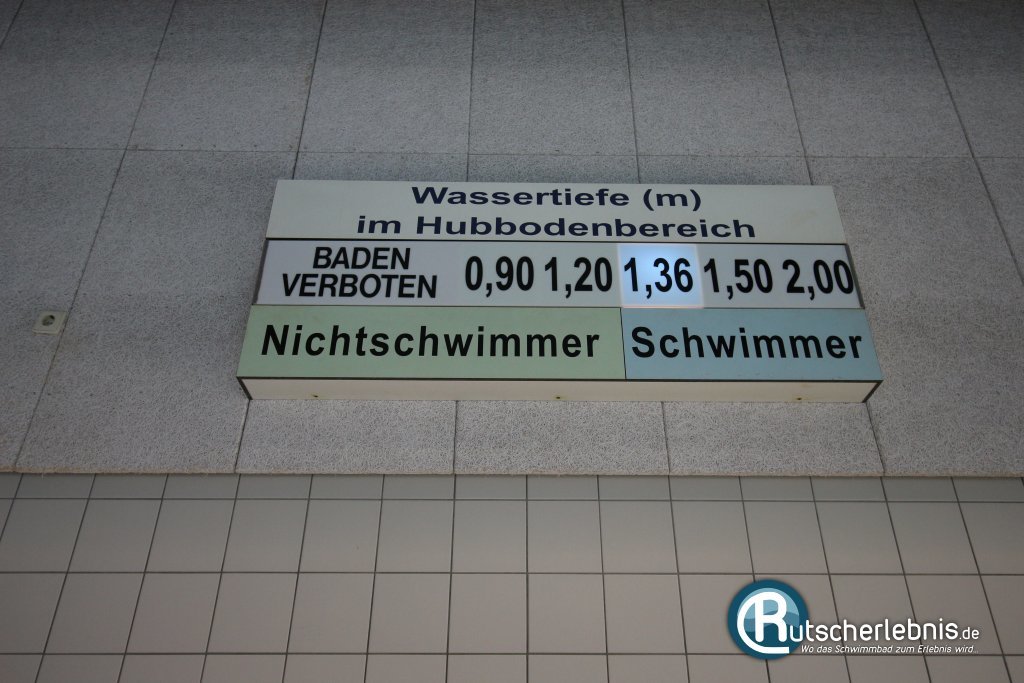 Wassertiefe (m)
im Hubbodenbereich
BADEN
VERBOTEN
0,90 1,20 1,36 1,50 2,00
Nichtschwimmer Schwimmer
Rutscherlebnis.de
Wo das Schwimmbad zum Erlebnis wird..